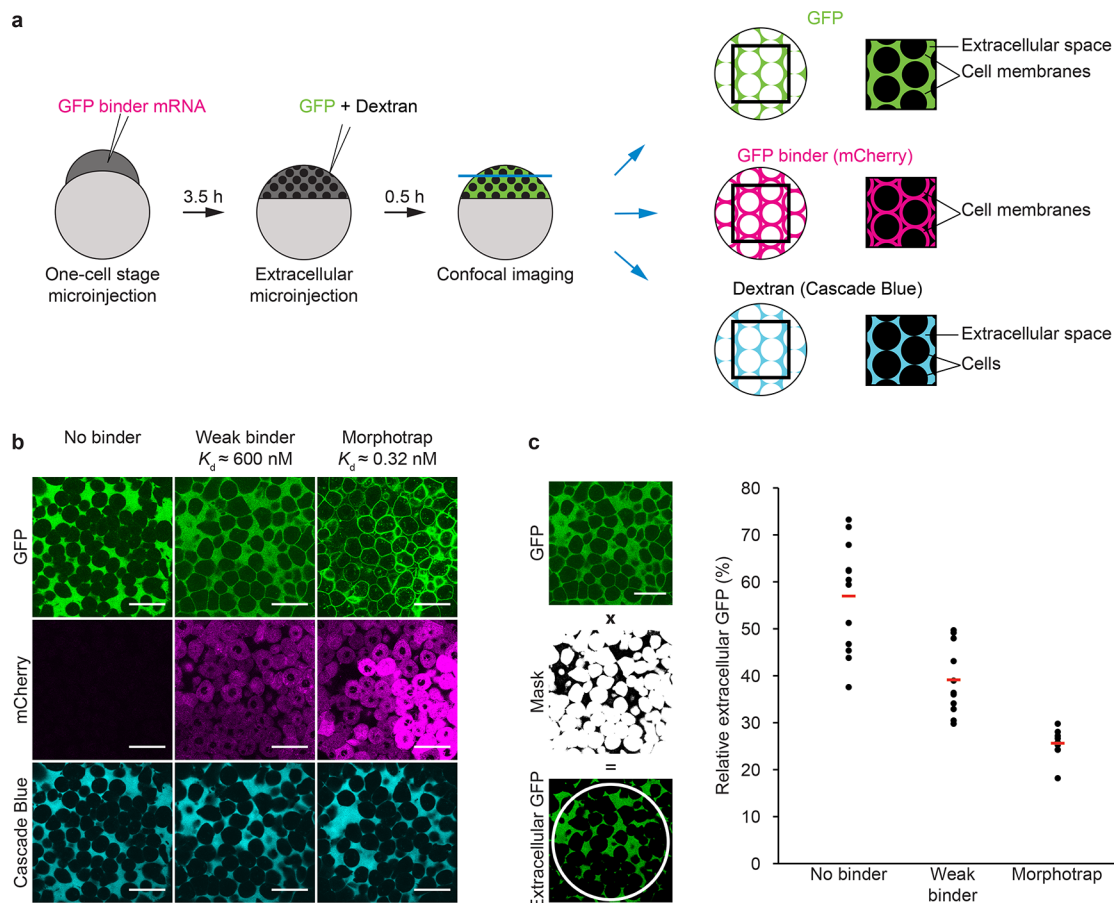 a
GFP binder mRNA
GFP + Dextran
3.5 h
0.5 h
One-cell stage
microinjection
Extracellular
microinjection
Confocal imaging
GFP
Extracellular space
Cell membranes
GFP binder (mCherry)
Cell membranes
Dextran (Cascade Blue)
Extracellular space
Cells
b
No binder
Weak binder
Kd ≈ 600 nM
Morphotrap
Kd ≈ 0.32 nM
GFP
mCherry
Cascade Blue
c
GFP
x
Mask
=
Extracellular GFP
Relative extracellular GFP (%)
80
70
60
50
40
30
20
10
0
No binder
Weak
binder
Morphotrap